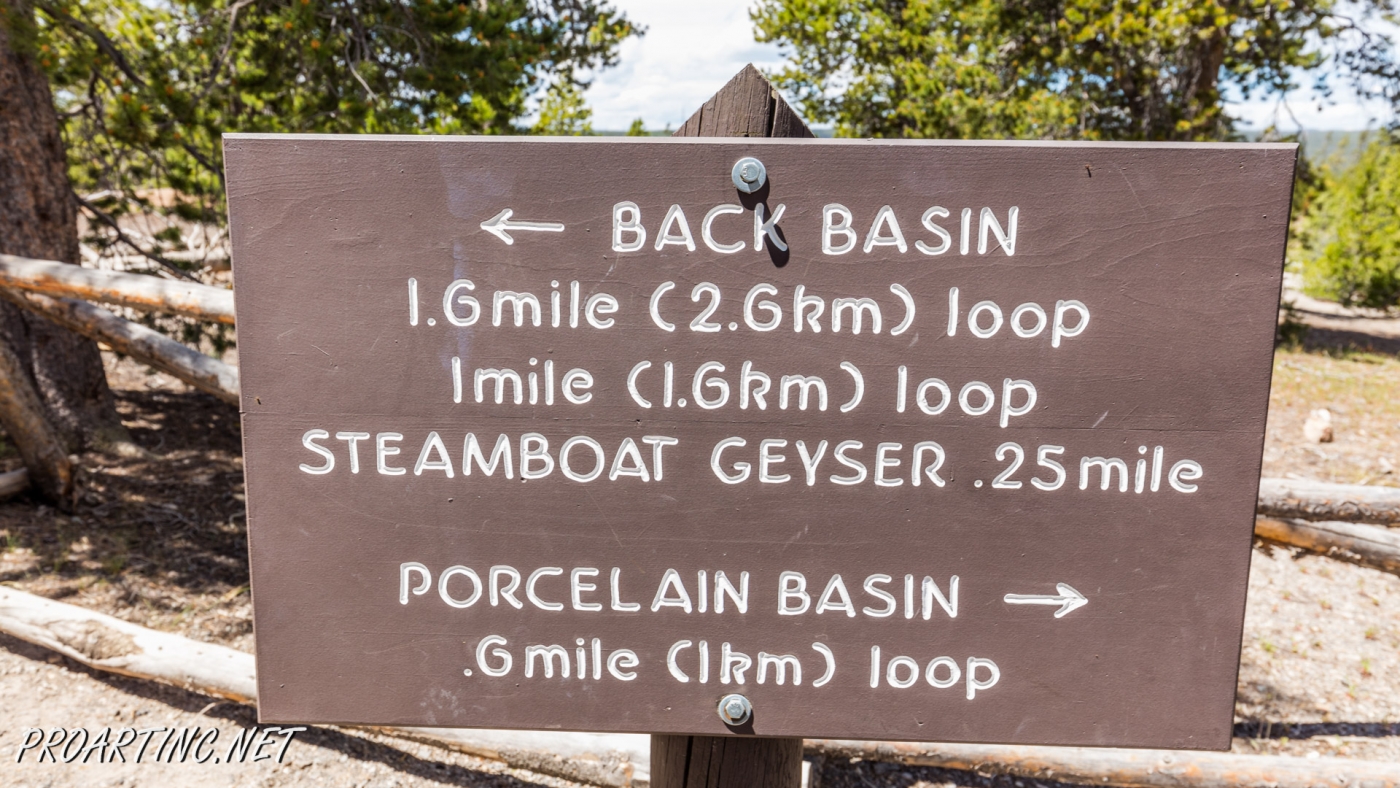 ← BACK BASIN
1.6mile (2.6km) loop
1mile (1.6km) loop
STEAMBOAT GEYSER .25mile
PORCELAIN BASIN →
.6mile (1km) loop
PROARTINC.NET